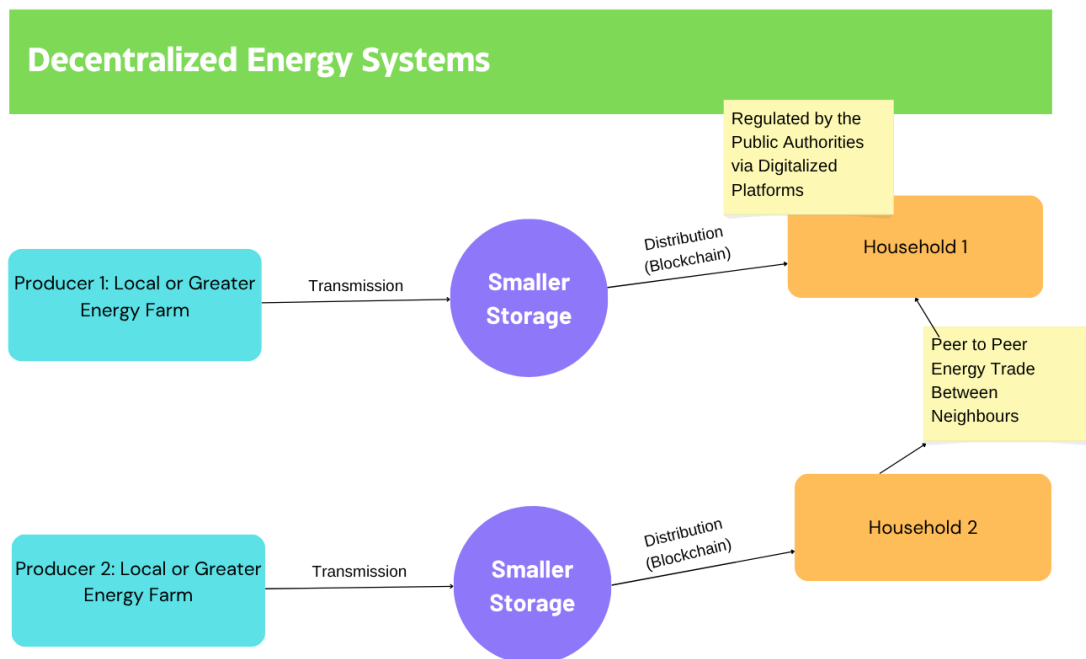 Decentralized Energy Systems
Regulated by the
Public Authorities
via Digitalized
Platforms
Household 1
Distribution
(Blockchain)
Smaller
Storage
Transmission
Producer 1: Local or Greater
Energy Farm
Peer to Peer
Energy Trade
Between
Neighbours
Household 2
Distribution
(Blockchain)
Smaller
Storage
Transmission
Producer 2: Local or Greater
Energy Farm